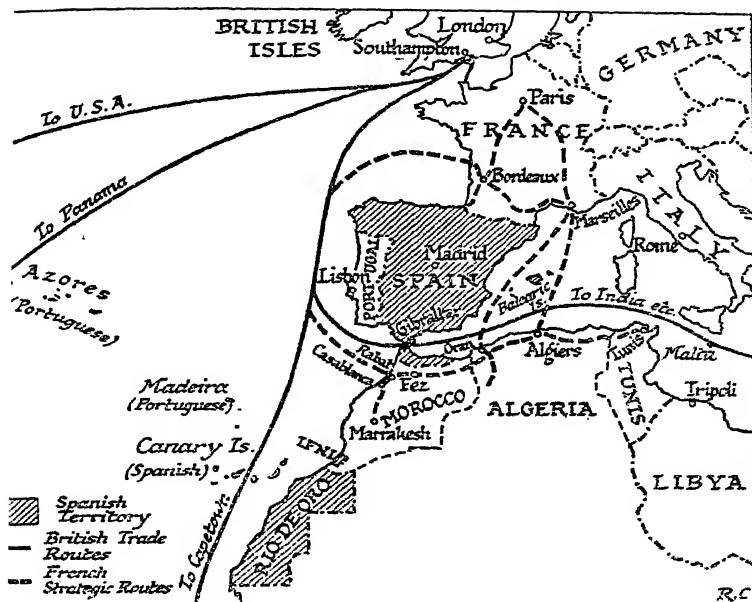 BRITISH
ISLES
London
Southampton
GERMANY
To U.S.A.
Paris
FRANCE
To Panama
Bordeaux
Marseilles
ITALY
Rome
Azores
(Portuguese)
Lisbon
PORTUGAL
Madrid
SPAIN
Balearic
Is.
To India etc.
Gibralt'r.
Oran
Algiers
Tunis
Malta
Rabat
Casablanca
Fez
TUNIS
Tripoli
Madeira
(Portuguese)
MOROCCO
ALGERIA
Marrakesh
Canary Is.
(Spanish)
IFNI
LIBYA
RIO DE ORO
To Capetown
Spanish
Territory
British Trade
Routes
French
Strategic Routes